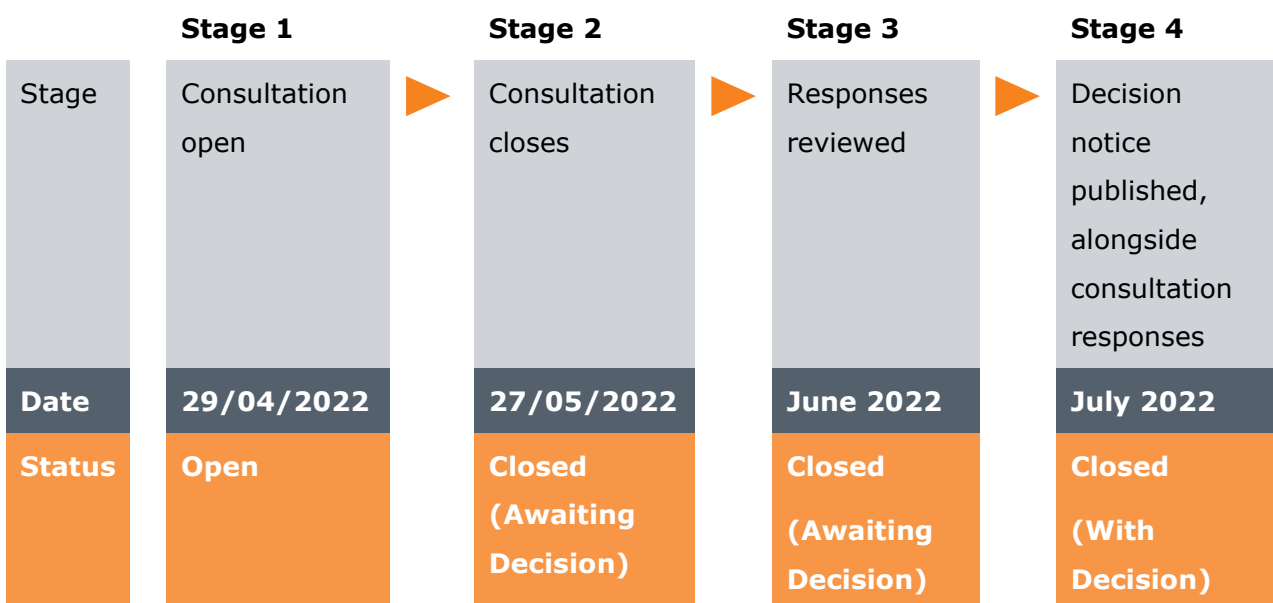 Stage 1 Stage 2 Stage 3 Stage 4
Stage Consultation Consultation Responses Decision
open closes reviewed notice
published,
alongside
consultation
responses
Date 29/04/2022 27/05/2022 June 2022 July 2022
Status Open Closed Closed Closed
(Awaiting (Awaiting (With
Decision) Decision) Decision)